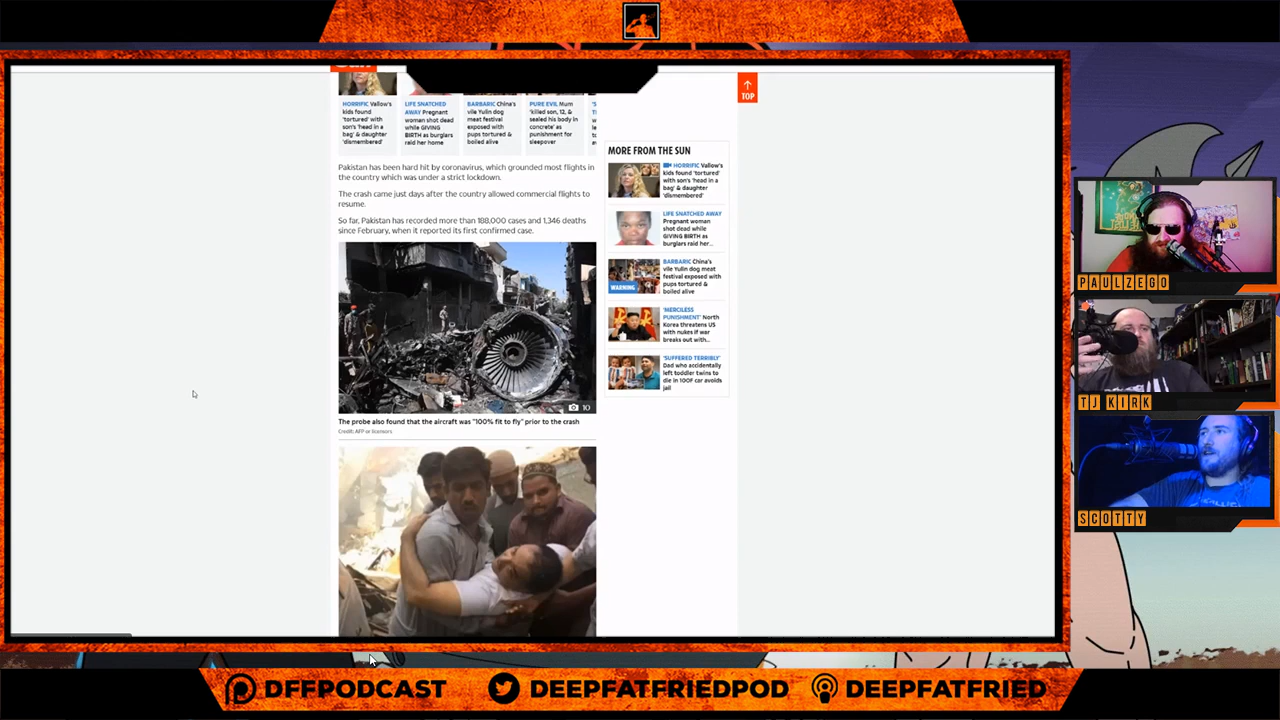 HORRIFIC Vallow's
kids found
'tortured' with
son's 'head in a
bag' & daughter
'dismembered'
LIFE SNATCHED
AWAY Pregnant
woman
shot dead
while GIVING
BIRTH as
burglars
raid her home
BARBARIC China's
vile Yulin dog
meat festival
exposed with
pups tortured &
boiled alive
PURE EVIL Mum
'killed son, 12, &
sealed his body in
concrete' as
punishment for
sleepover
TOP
Pakistan has been hard hit by coronavirus, which grounded most flights in
the country which was under a strict lockdown.
The crash came just days after the country allowed commercial flights to
resume.
So far, Pakistan has recorded more than 188,000 cases and 1,346 deaths
since February, when it reported its first confirmed case.
10
The probe also found that the aircraft was "100% fit to fly" prior to the crash
Credit: AFP or licensors
MORE FROM THE SUN
HORRIFIC Vallow's
kids found 'tortured'
with son's 'head in a
bag' & daughter
'dismembered'
LIFE SNATCHED AWAY
Pregnant woman
shot dead while
GIVING BIRTH as
burglars raid her...
BARBARIC China's
vile Yulin dog meat
festival exposed with
pups tortured &
boiled alive
WARNING
'MERCILESS
PUNISHMENT' North
Korea threatens US
with nukes if war
breaks out with...
'SUFFERED TERRIBLY'
Dad who accidentally
left toddler twins to
die in 100F car avoids
jail
PAULZEGO
TJ KIRK
SCOTTY
DFFPODCAST
DEEPFATFRIEDPOD
DEEPFATFRIED